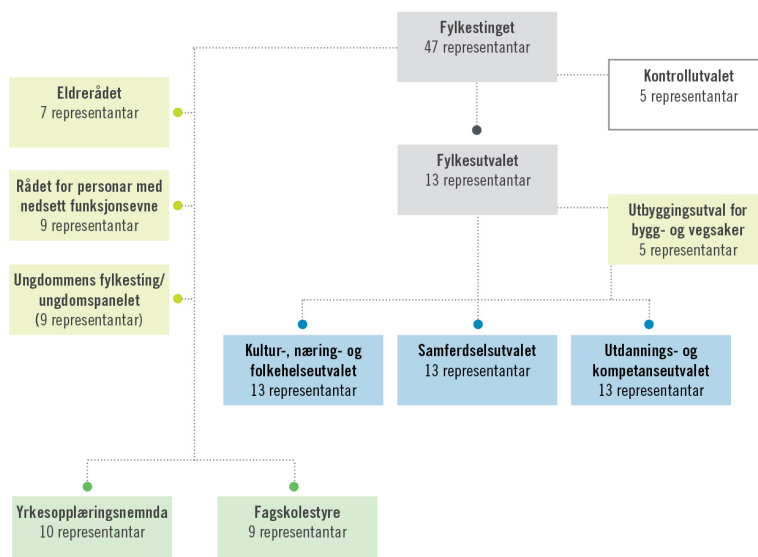 Fylkestinget
47 representantar
Kontrollutvalet
5 representantar
Eldrerådet
7 representantar
Fylkesutvalet
13 representantar
Rådet for personar med
nedsett funksjonsevne
9 representantar
Utbyggingsutval for
bygg- og vegsaker
5 representantar
Ungdommens fylkesting/
ungdomspanelet
(9 representantar)
Kultur-, næring- og
folkehelseutvalet
13 representantar
Samferdselsutvalet
13 representantar
Utdannings- og
kompetanseutvalet
13 representantar
Yrkesopplæringsnemnda
10 representantar
Fagskolestyre
9 representantar